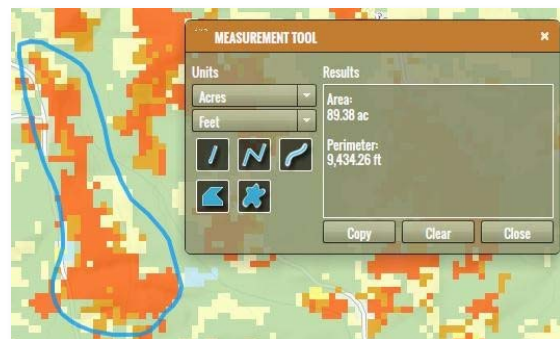 MEASUREMENT TOOL
Units
Results
Acres
Feet
Area:
89.38 ac
Perimeter:
9,434.26 ft
Copy
Clear
Close